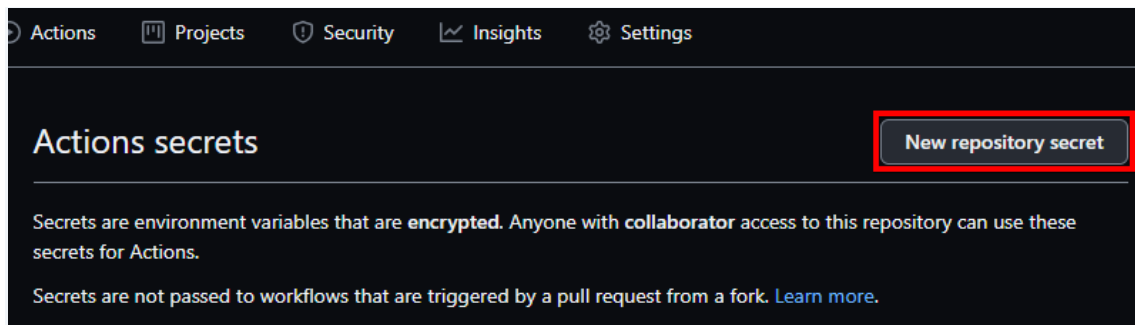 Actions Projects Security Insights Settings
Actions secrets
New repository secret
Secrets are environment variables that are encrypted. Anyone with collaborator access to this repository can use these
secrets for Actions.
Secrets are not passed to workflows that are triggered by a pull request from a fork. Learn more.